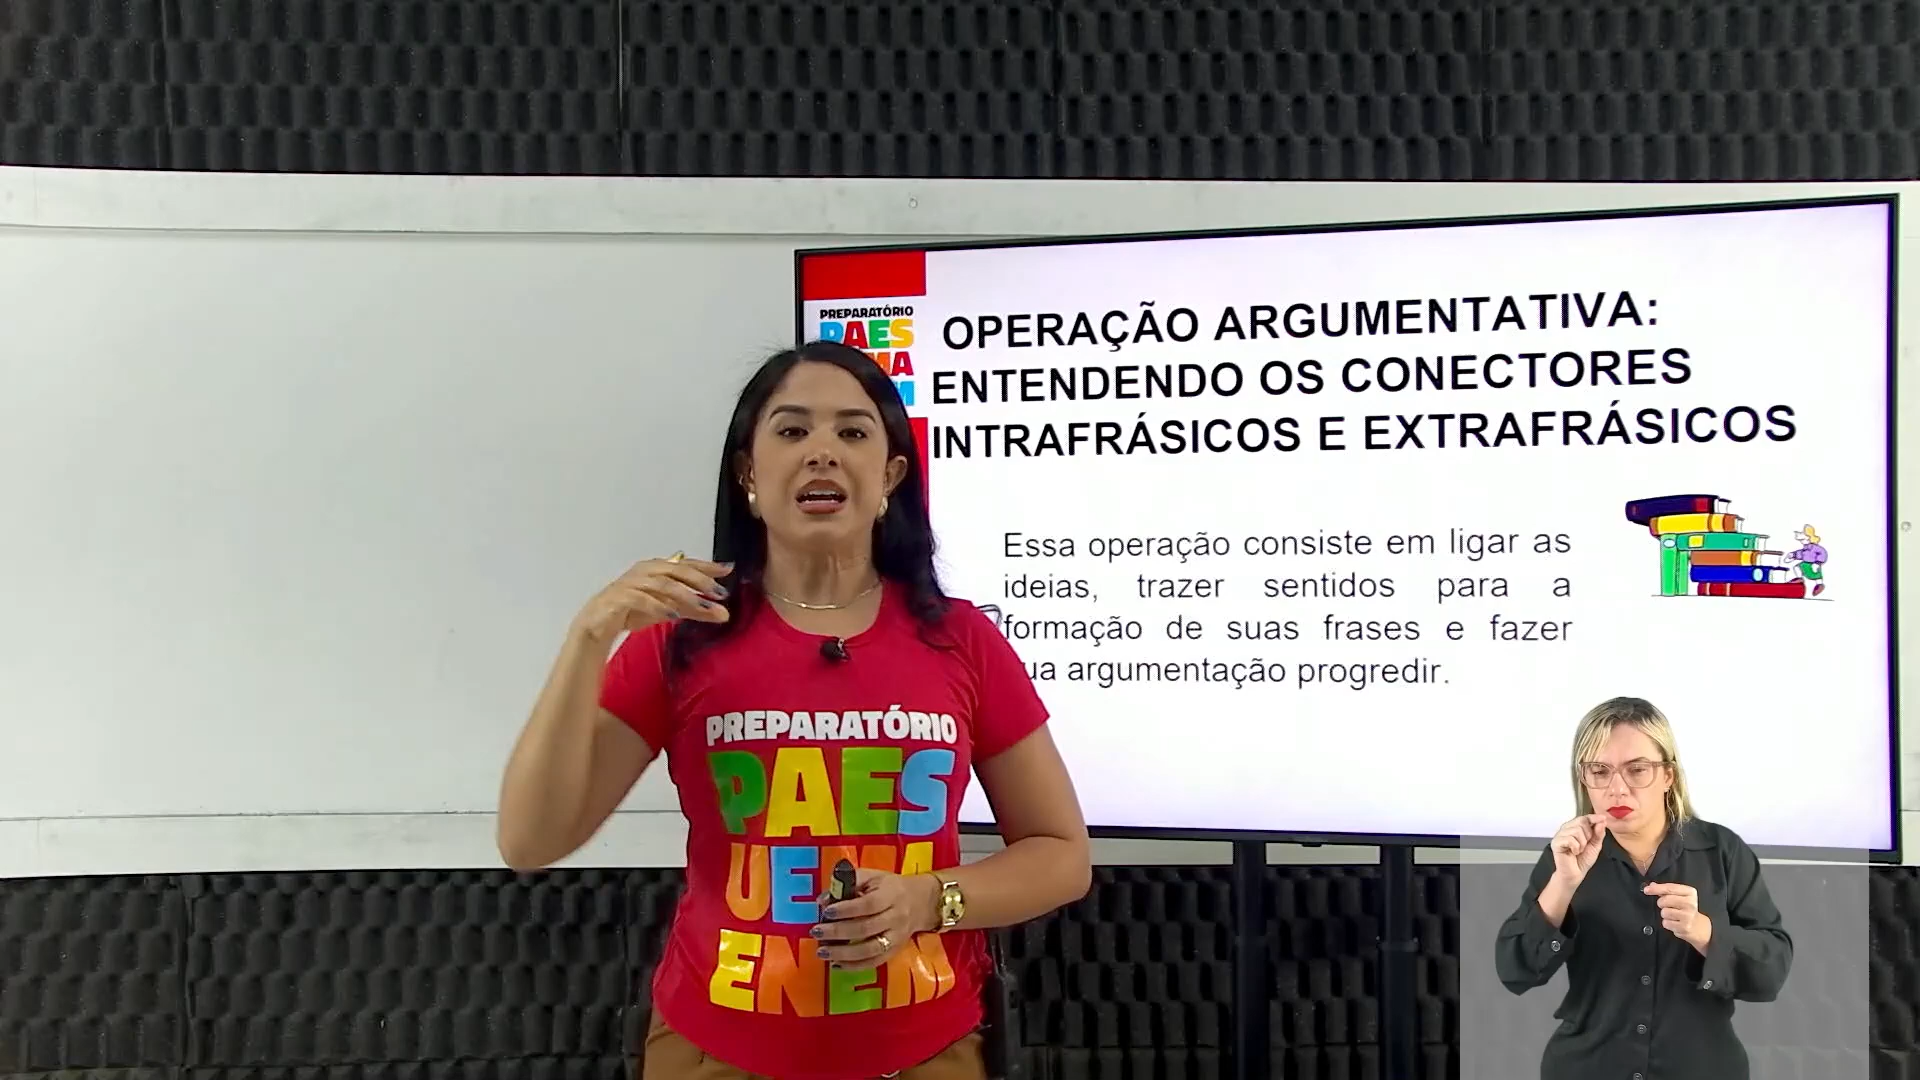 PREPARATÓRIO
PAES
OPERAÇÃO ARGUMENTATIVA:
ENTENDENDO OS CONECTORES
INTRAFRÁSICOS E EXTRAFRÁSICOS
Essa operação consiste em ligar as
ideias, trazer sentidos para a
formação de suas frases e fazer
argumentação progredir.
PREPARATÓRIO
PAES
UEMA
ENEM